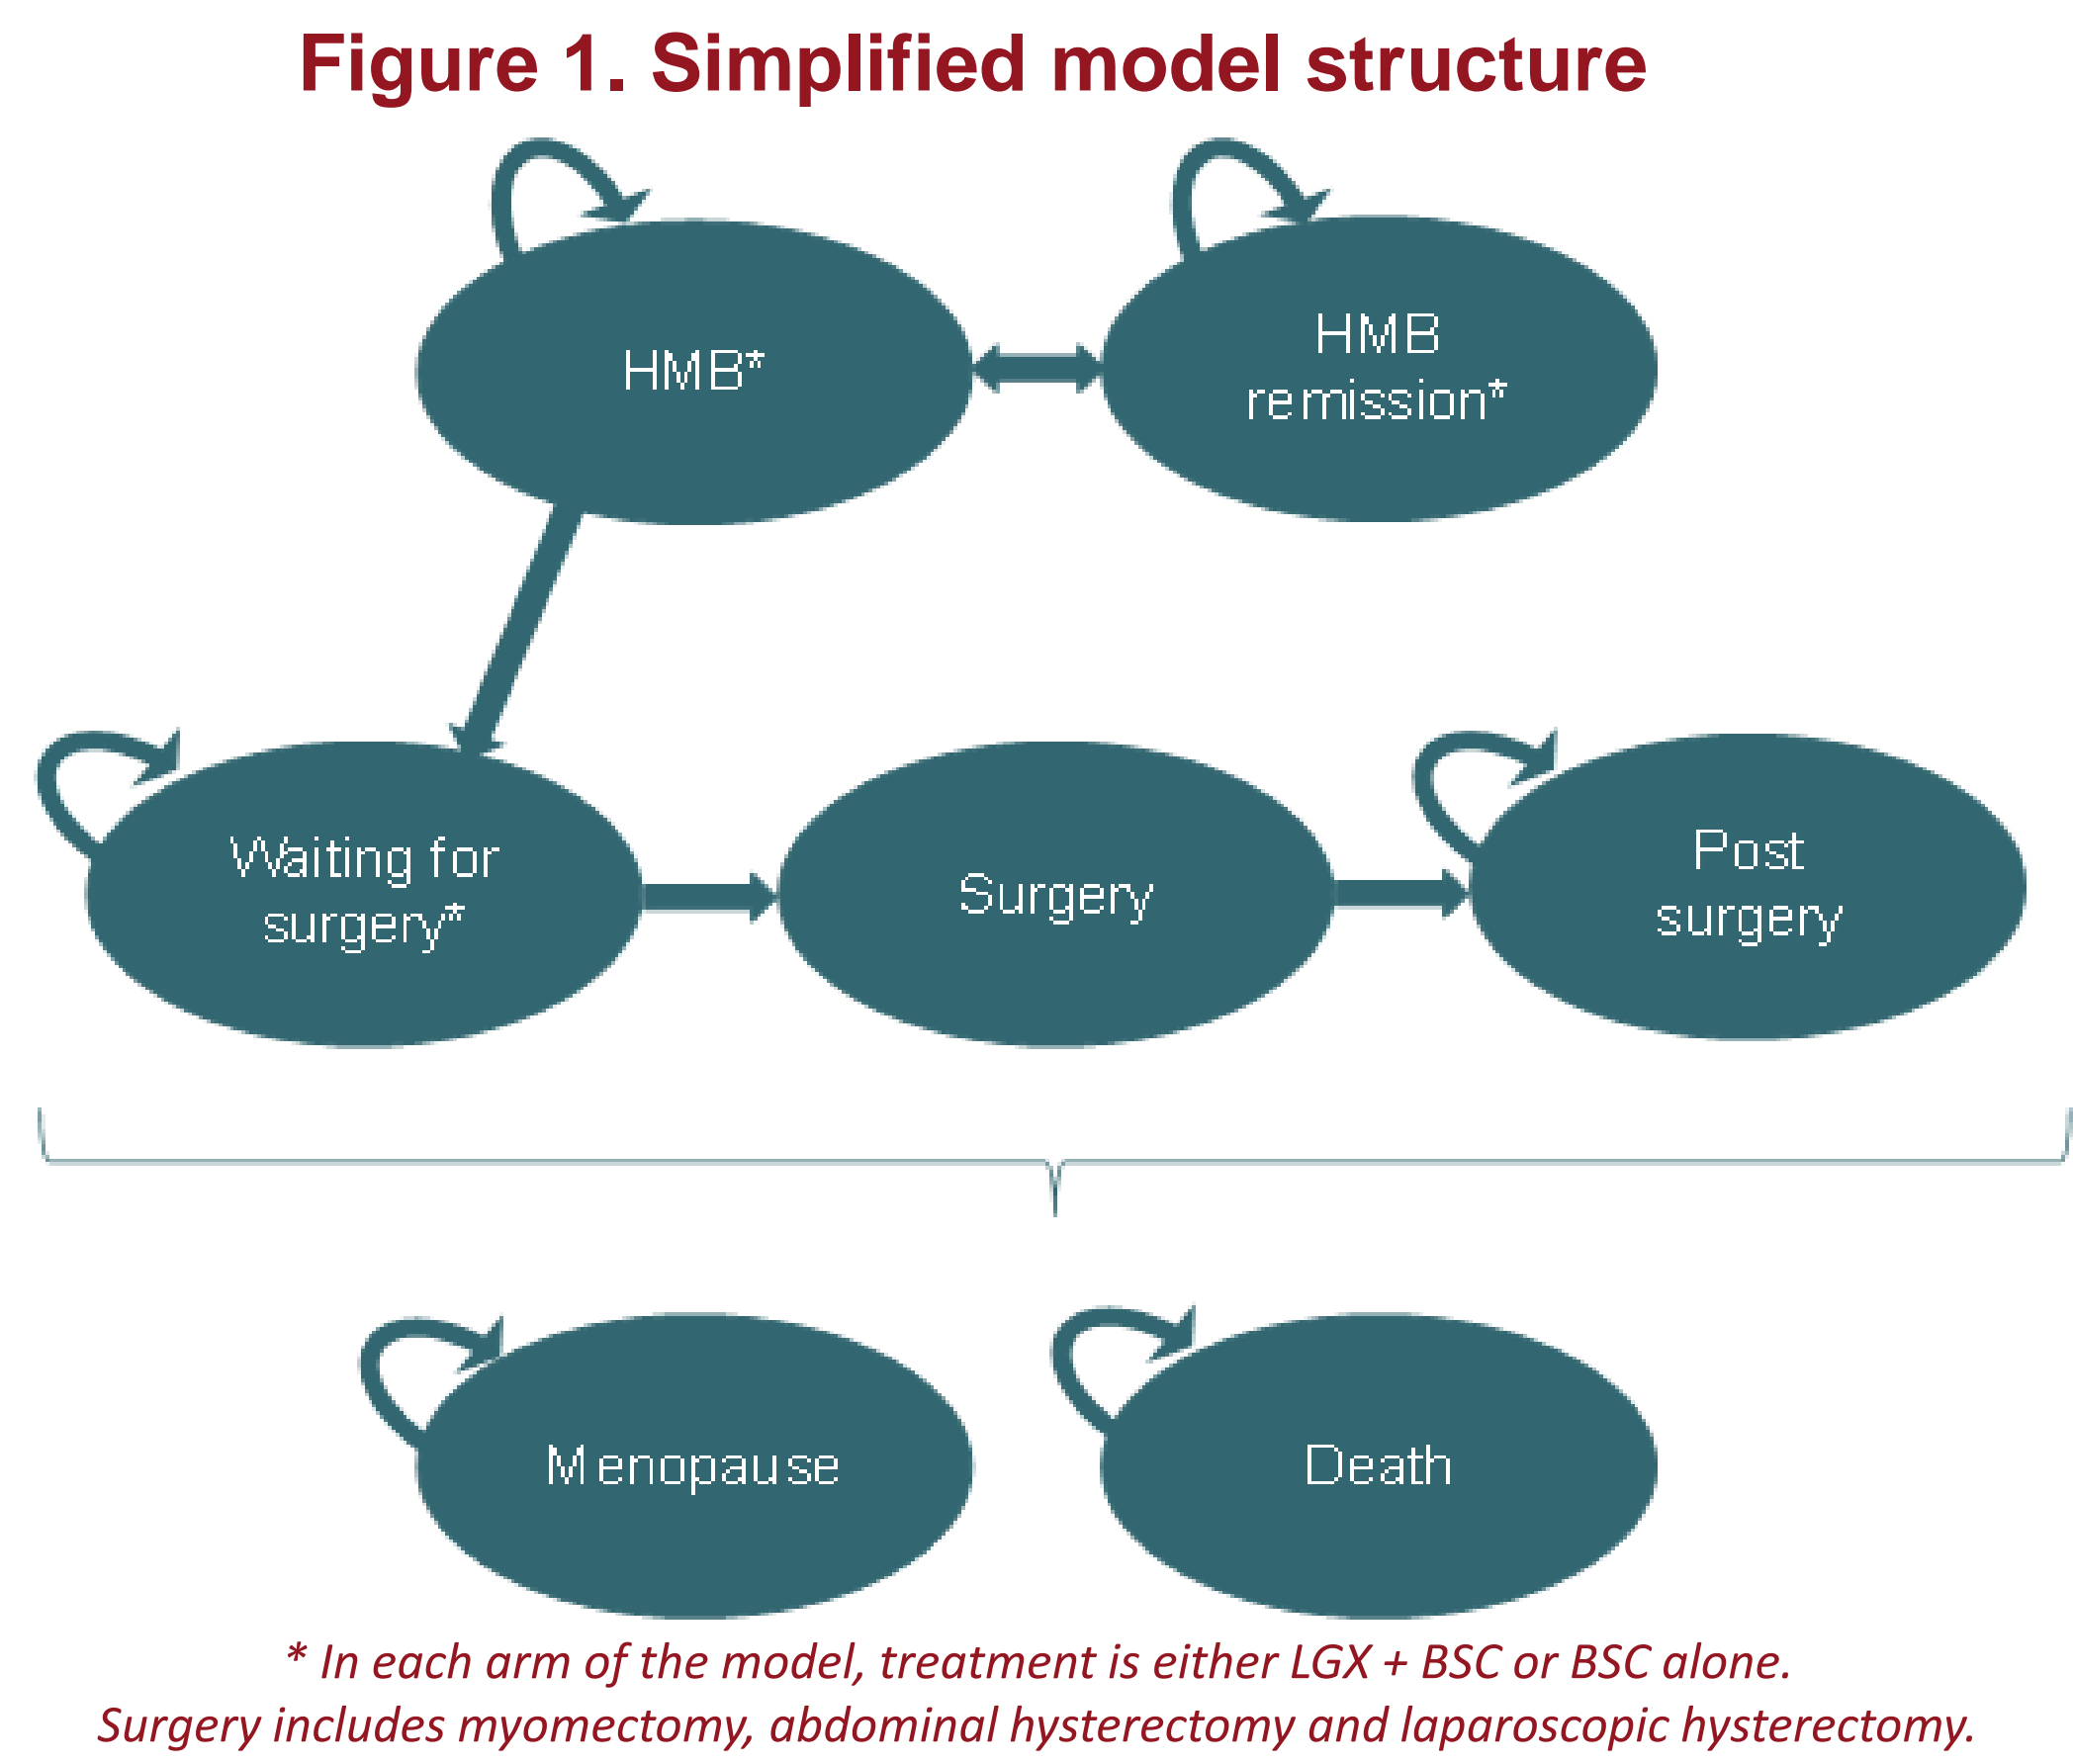 Figure 1. Simplified model structure
HMB*
HMB
remission*
Waiting for
surgery*
Surgery
Post
surgery
Menopause
Death
* In each arm of the model, treatment is either LGX + BSC or BSC alone.
Surgery includes myomectomy, abdominal hysterectomy and laparoscopic hysterectomy.